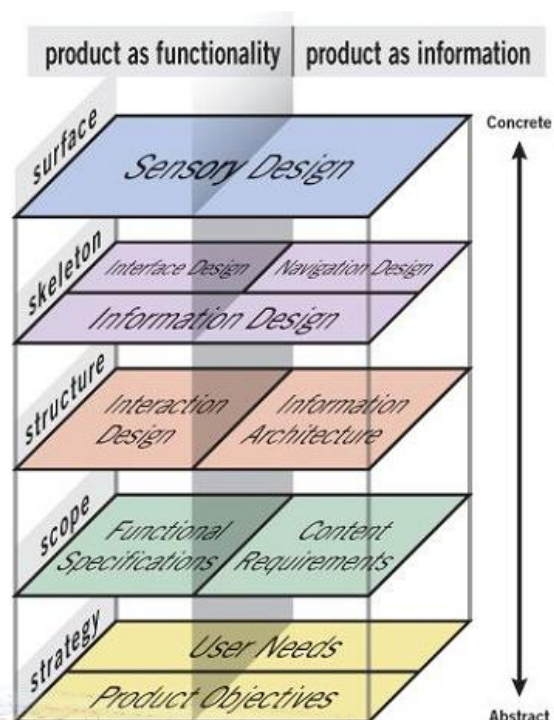 product as functionality
product as information
Concrete
surface
Sensory Design
skeleton
Interface Design
Navigation Design
Information Design
structure
Interaction
Design
Information
Architecture
scope
Functional
Specifications
Content
Requirements
strategy
User Needs
Product Objectives
Abstract